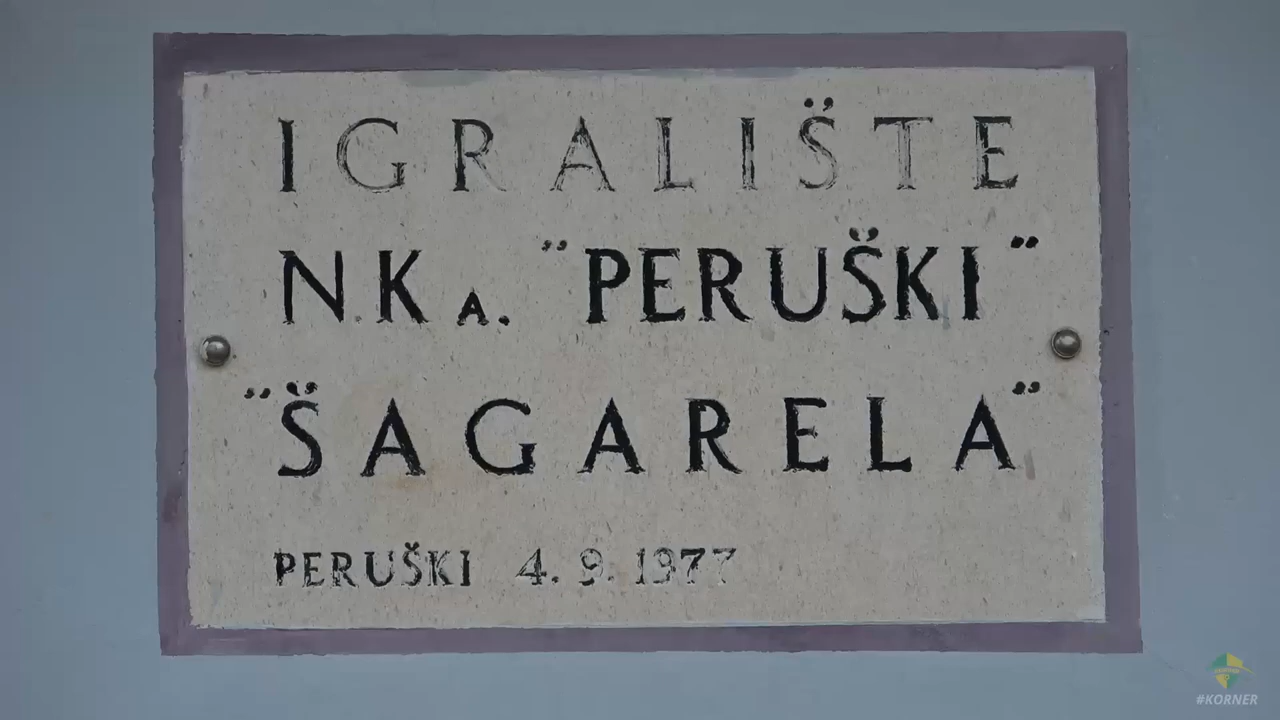 IGRALIŠTE
N.K A. "PERUŠKI"
"ŠAGARELA"
PERUŠKI 4. 9. 1977
#KORNER